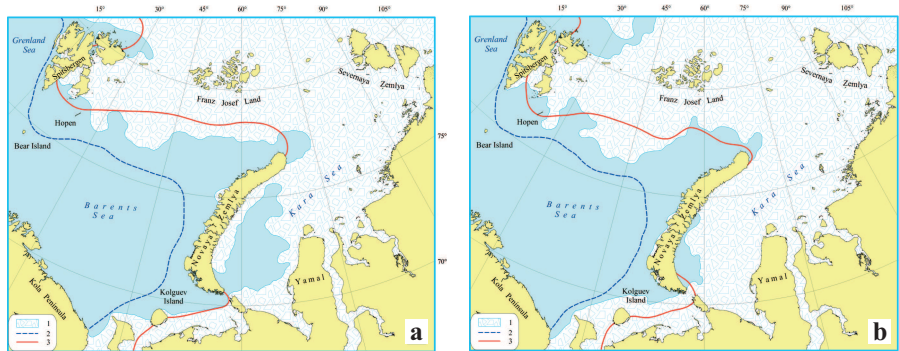 15° 30° 45° 60° 75° 90° 105°
Grenland
Sea
Spitsbergen
Severnaya Zemlya
Franz Josef Land
Hopen
Bear Island
75°
Kara Sea
Barents
Sea
Novaya Zemlya
70°
Yamal
Kolguev
Island
Kola Peninsula
1
2
3
a
15° 30° 45° 60° 75° 90° 105°
Grenland
Sea
Spitsbergen
Severnaya Zemlya
Franz Josef Land
Hopen
Bear Island
Kara Sea
Barents
Sea
Novaya Zemlya
Yamal
Kolguev
Island
Kola Peninsula
1
2
3
b